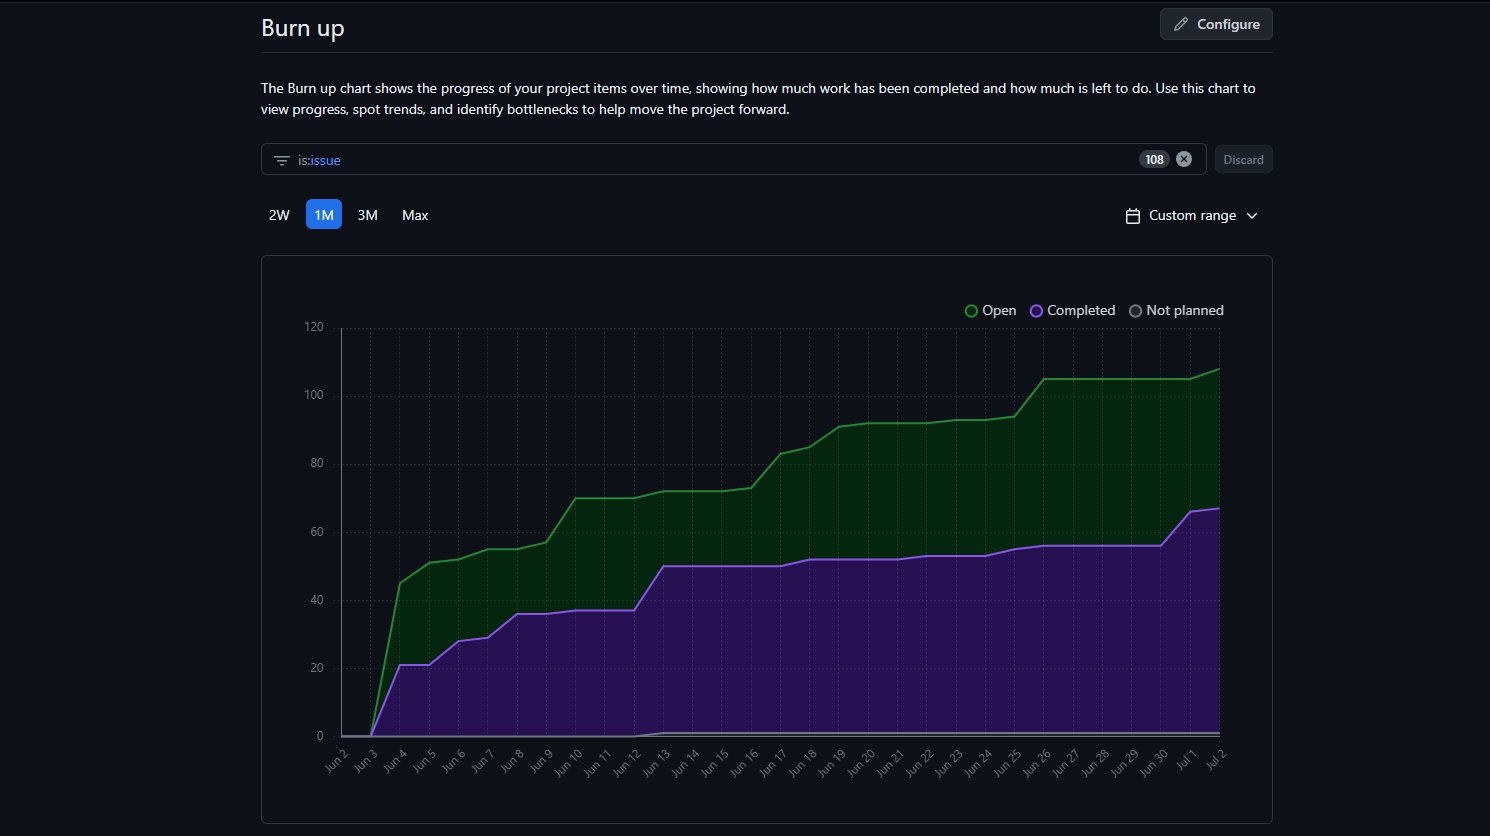 Burn up
Configure
The Burn up chart shows the progress of your project items over time, showing how much work has been completed and how much is left to do. Use this chart to
view progress, spot trends, and identify bottlenecks to help move the project forward.
is:issue
108
Discard
2W
1M
3M
Max
Custom range
Open
Completed
Not planned
120
100
80
60
40
20
0
Jun 2
Jun 3
Jun 4
Jun 5
Jun 6
Jun 7
Jun 8
Jun 9
Jun 10
Jun 11
Jun 12
Jun 13
Jun 14
Jun 15
Jun 16
Jun 17
Jun 18
Jun 19
Jun 20
Jun 21
Jun 22
Jun 23
Jun 24
Jun 25
Jun 26
Jun 27
Jun 28
Jun 29
Jun 30
Jul 1
Jul 2